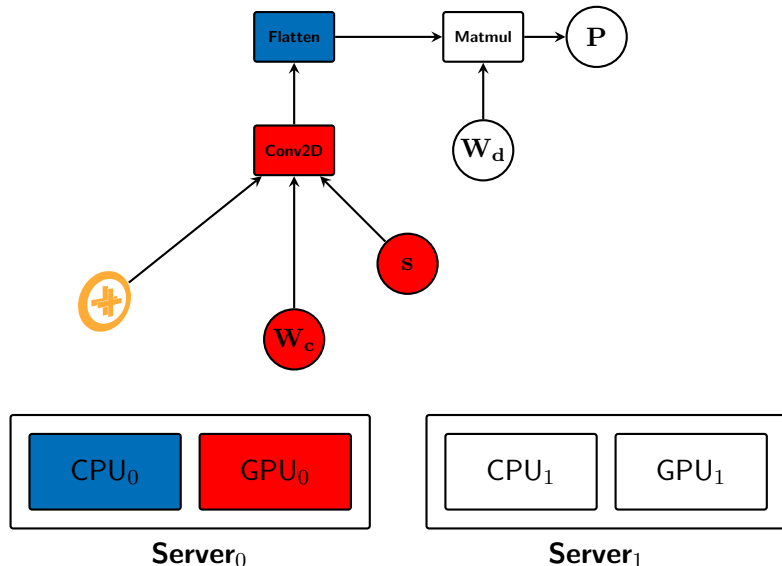 Flatten
Matmul
P
Conv2D
W_d
s
W_c
CPU_0
GPU_0
CPU_1
GPU_1
Server_0
Server_1